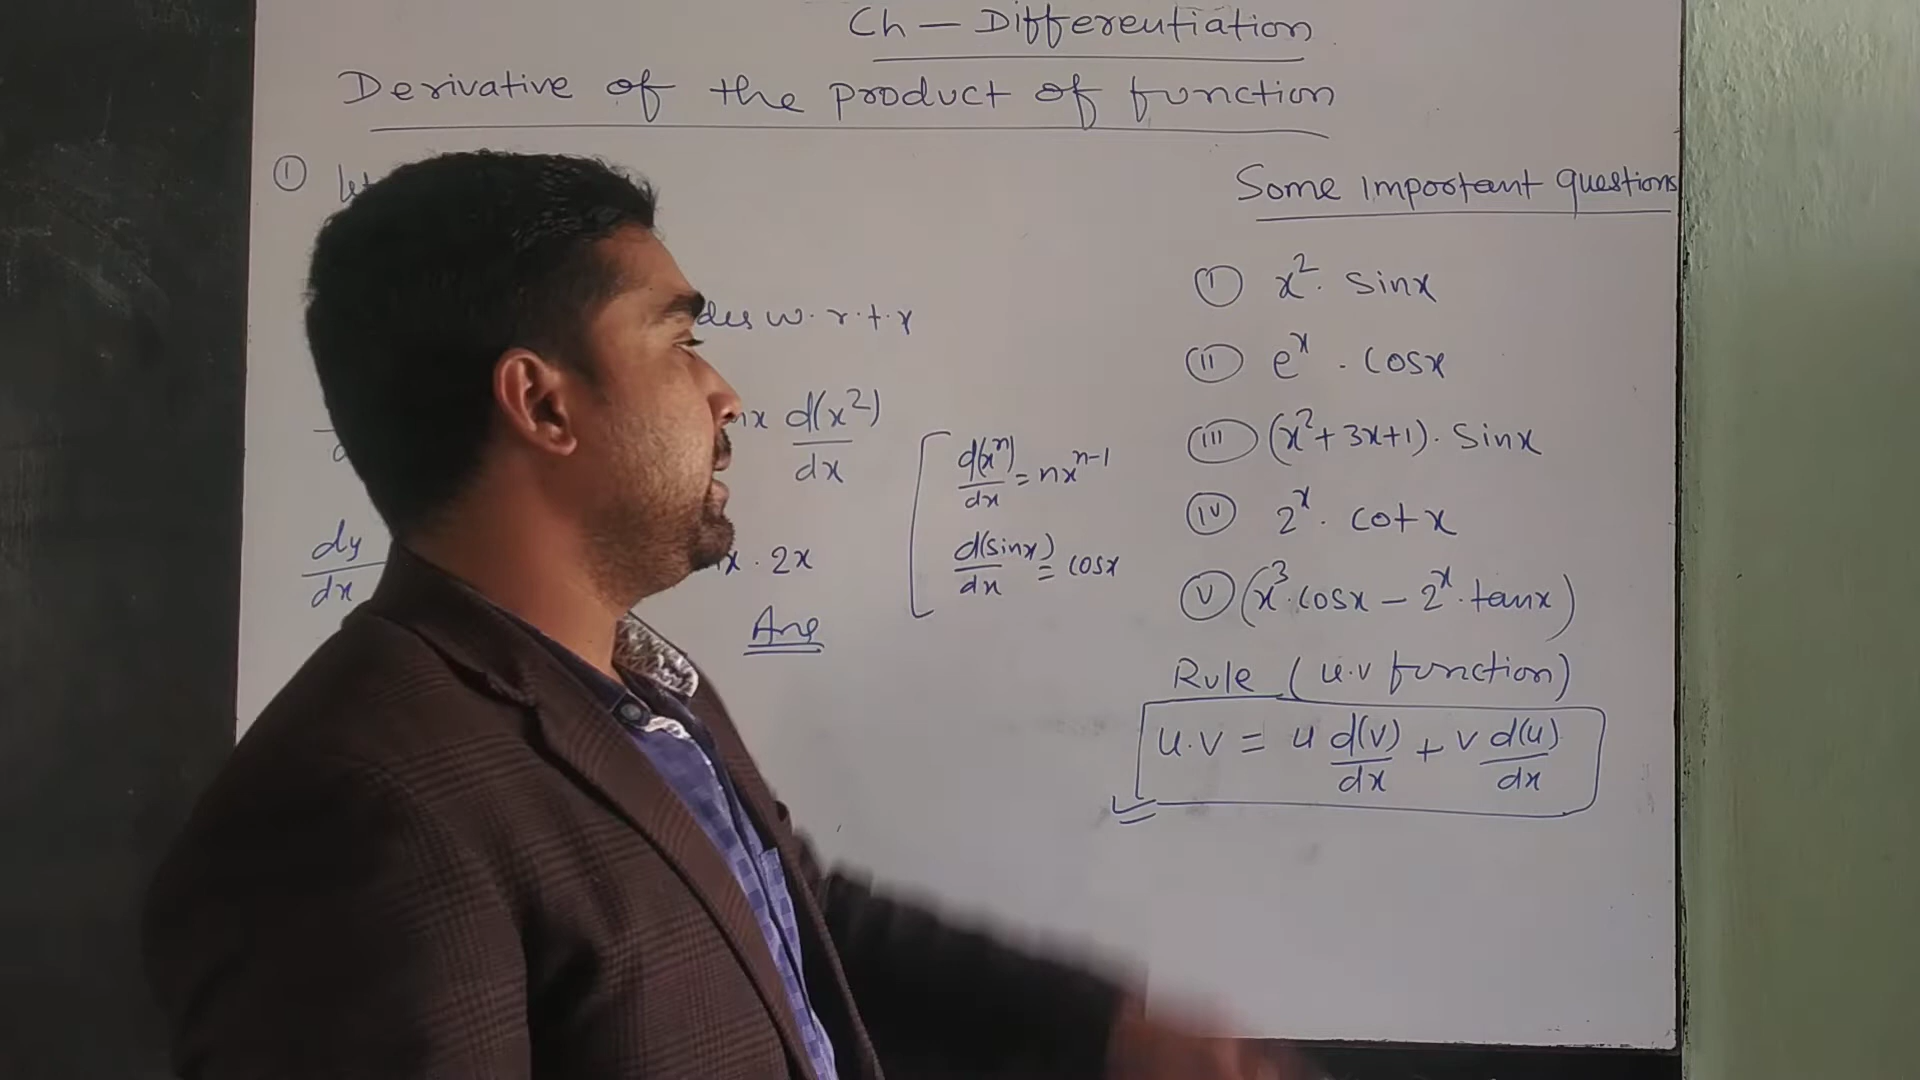 Ch – Differentiation
Derivative of the product of function
① let
w.r.t.x
d(x²)/dx
dy/dx
x . 2x
Ans
d(xⁿ)/dx = nxⁿ⁻¹
d(sinx)/dx = cosx
Some important questions
(i) x² . sinx
(ii) eˣ . cosx
(iii) (x²+3x+1) . sinx
(iv) 2ˣ . cotx
(v) (x³.cosx – 2ˣ.tanx)
Rule (u.v function)
u.v = u d(v)/dx + v d(u)/dx